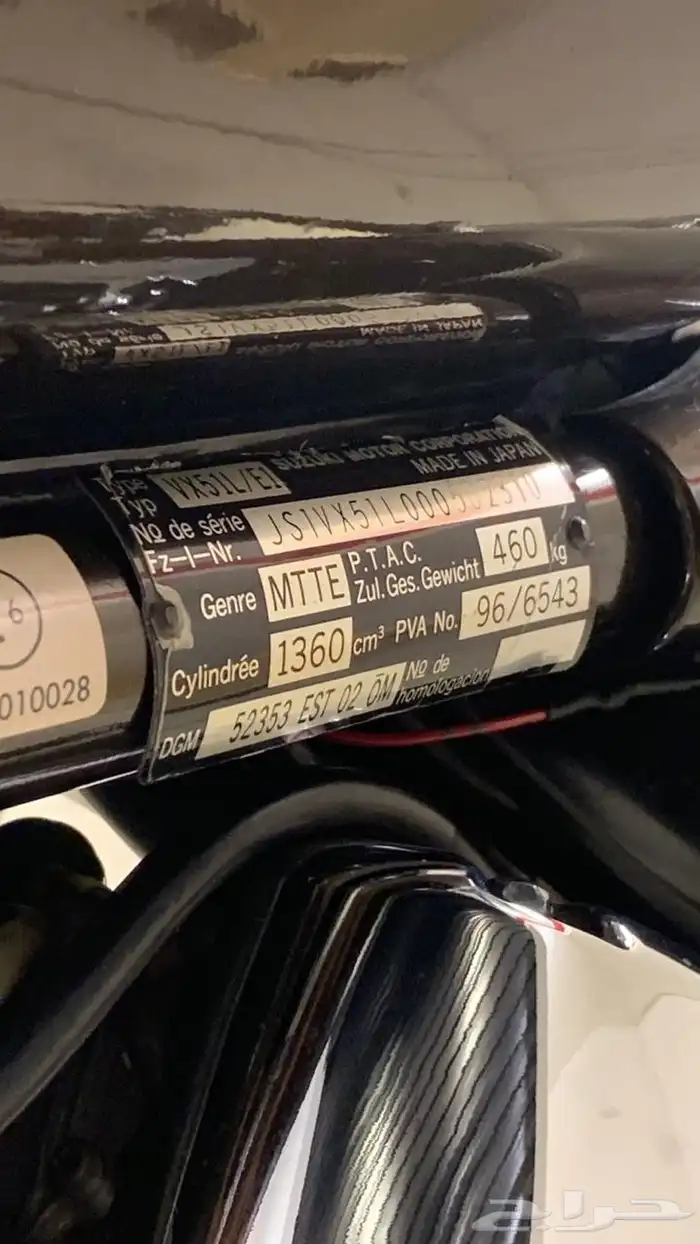 Type
Typ VX51L/E1 SUZUKI MOTOR CORPORATION
MADE IN JAPAN
Nº de série
Fz-I-Nr.
Genre MTTE P.T.A.C.
Zul.Ges.Gewicht 460 kg
Cylindrée 1360 cm³ PVA No. 96/6543
DGM 52353 EST 02 OM Nº de
homologación
6
010028
حراج